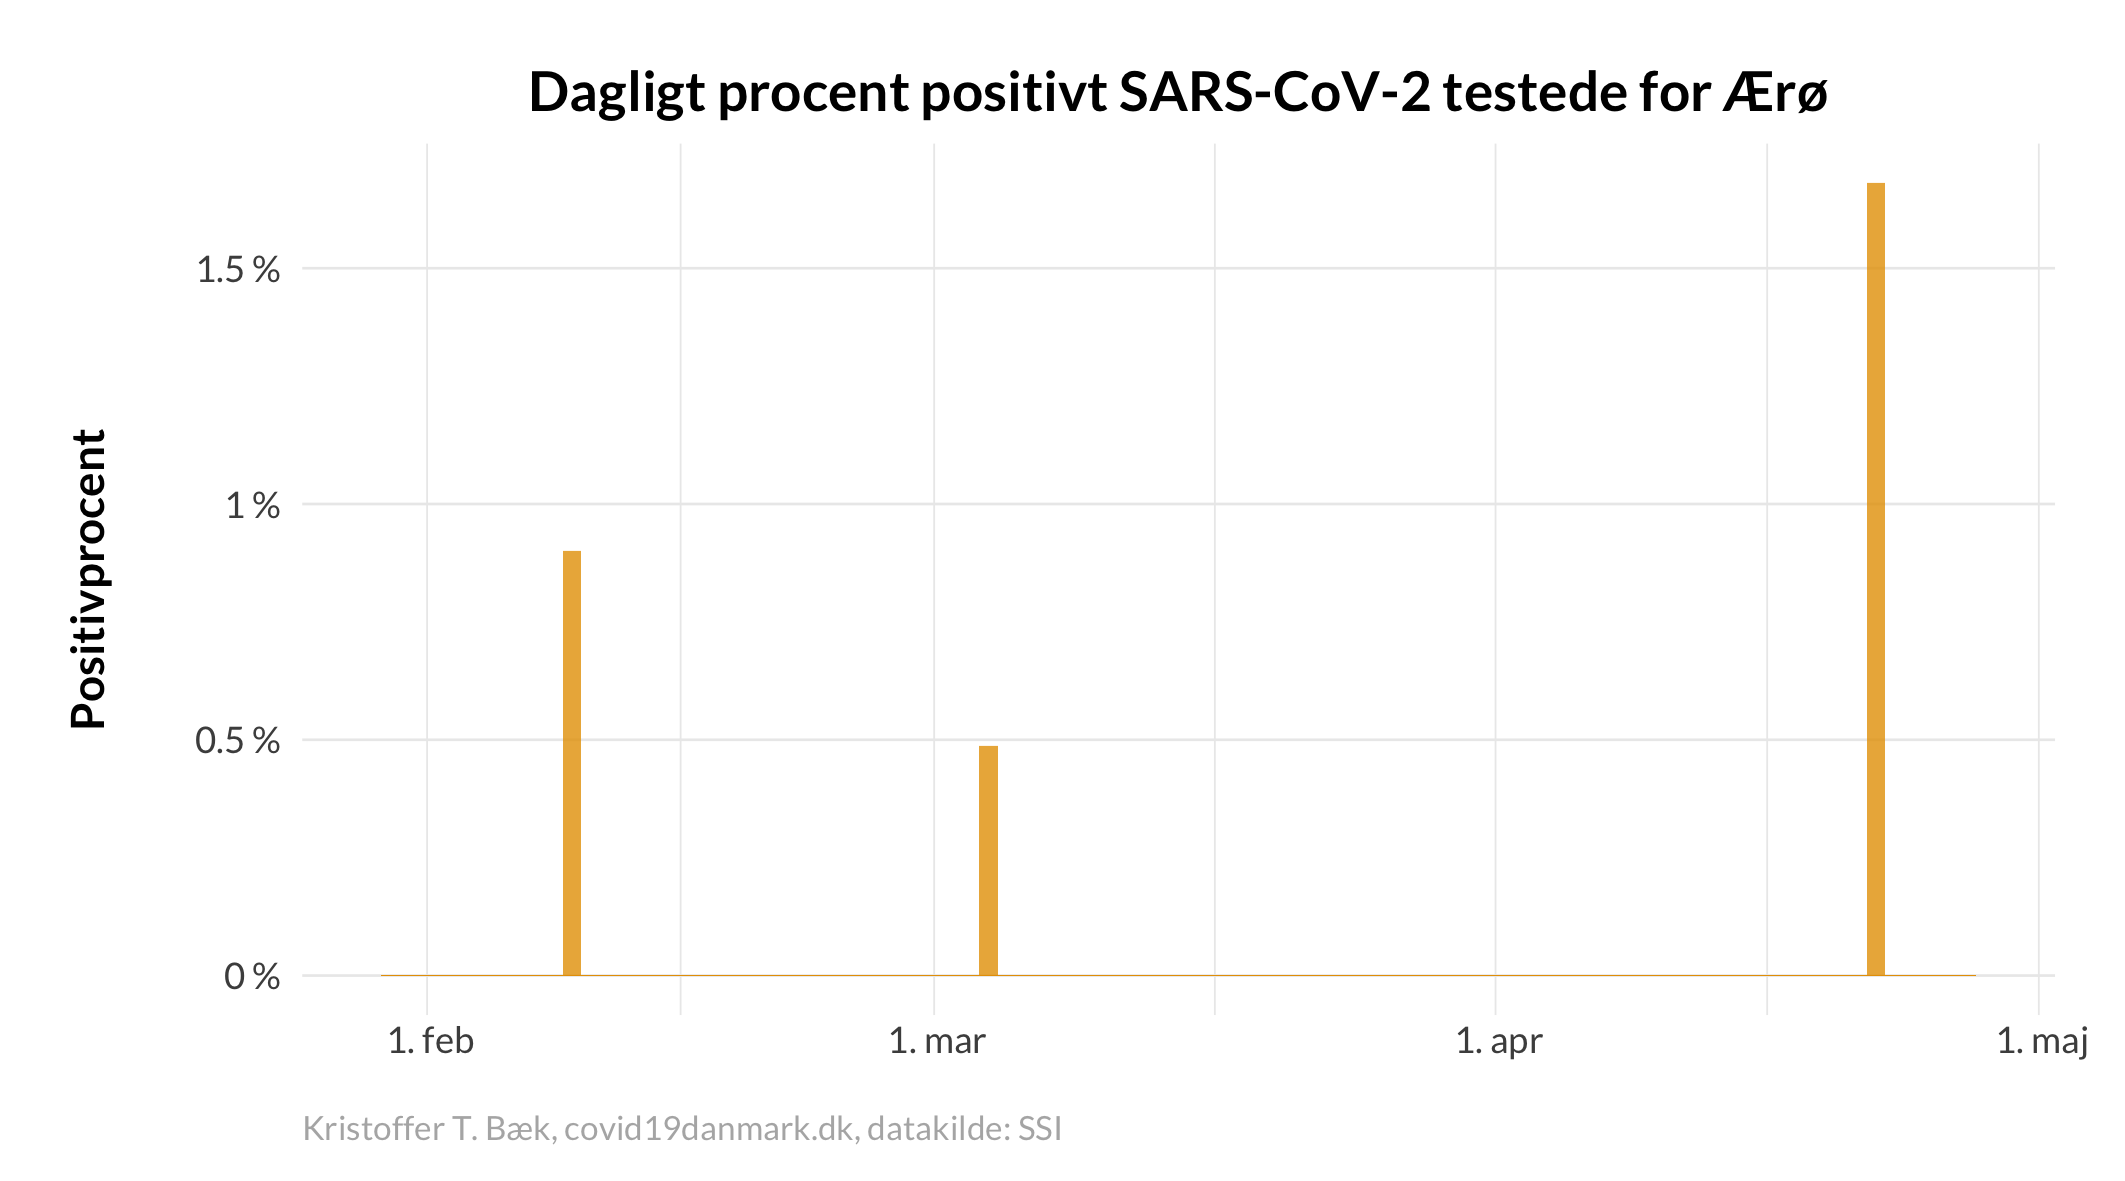 Dagligt procent positivt SARS-CoV-2 testede for Ærø
Positivprocent
1.5 %
1 %
0.5 %
0 %
1. feb
1. mar
1. apr
1. maj
Kristoffer T. Bæk, covid19danmark.dk, datakilde: SSI